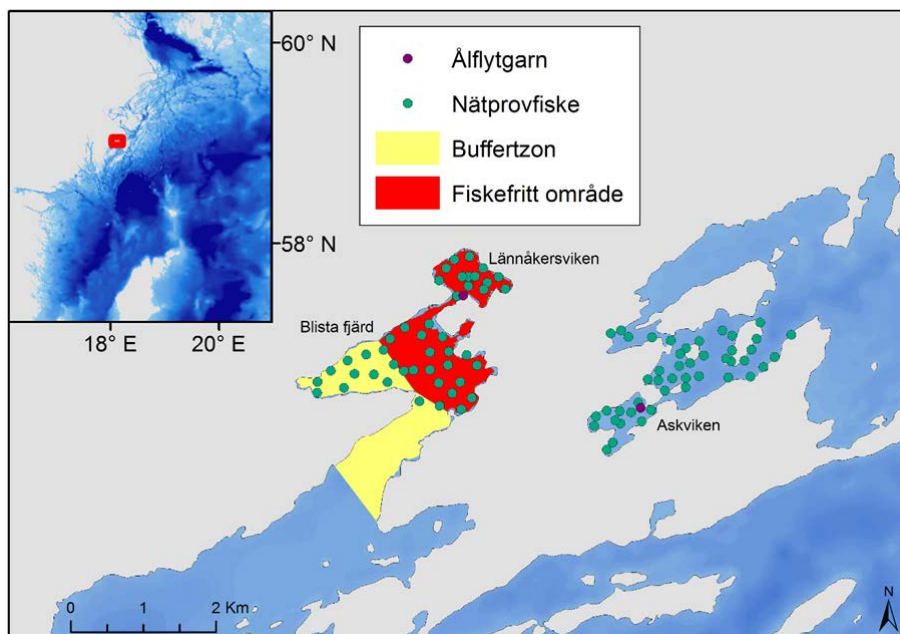 60° N
58° N
18° E
20° E
Ålflytgarn
Nätprovfiske
Buffertzon
Fiskefritt område
Lännåkersviken
Blista fjärd
Askviken
0 1 2 Km
N